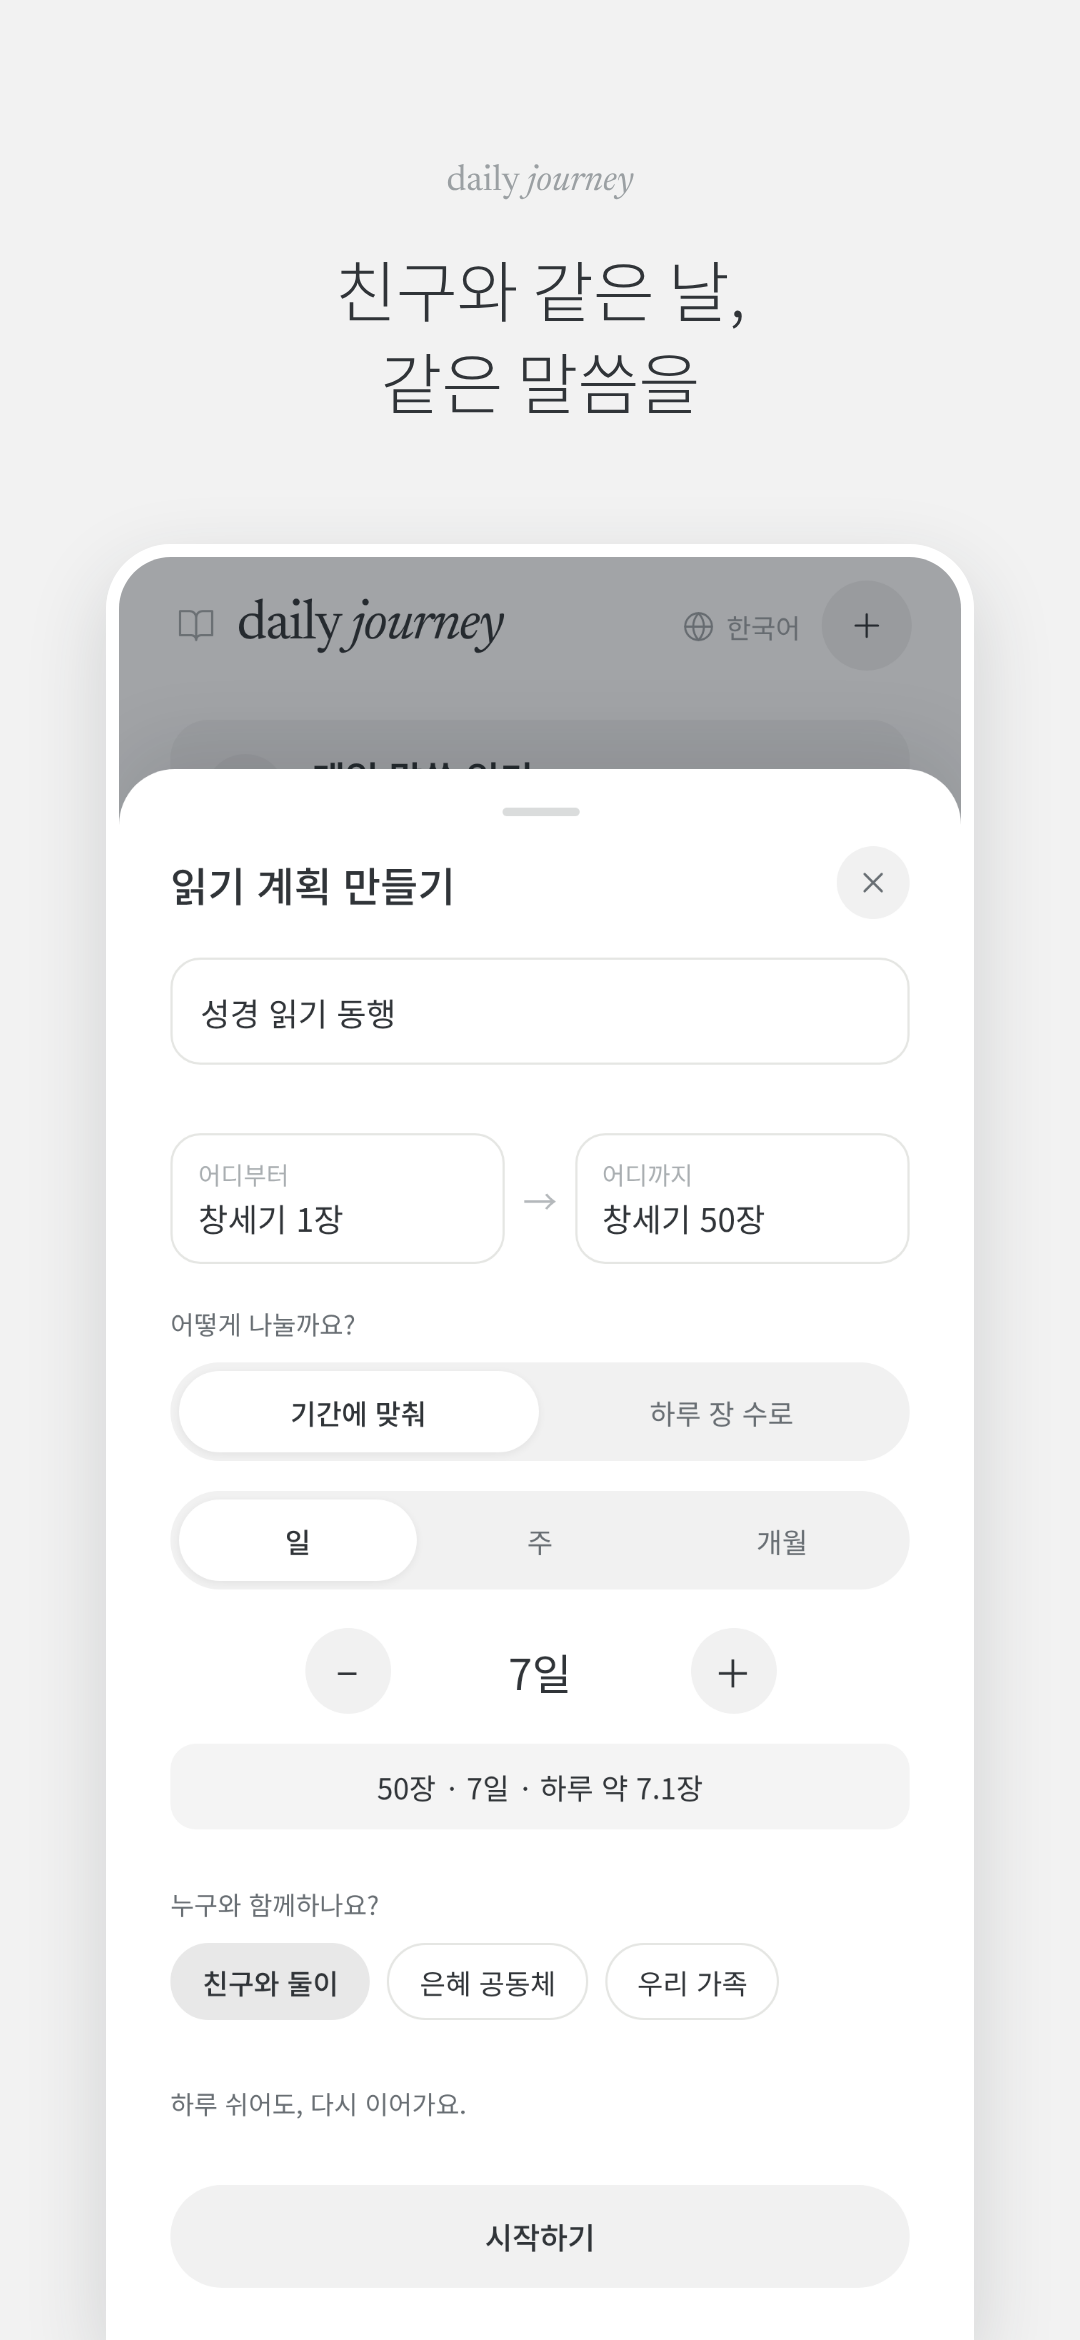 daily journey
친구와 같은 날,
같은 말씀을
daily journey
한국어
+
읽기 계획 만들기
성경 읽기 동행
어디부터
창세기 1장
→
어디까지
창세기 50장
어떻게 나눌까요?
기간에 맞춰
하루 장 수로
일
주
개월
−
7일
+
50장 · 7일 · 하루 약 7.1장
누구와 함께하나요?
친구와 둘이
은혜 공동체
우리 가족
하루 쉬어도, 다시 이어가요.
시작하기